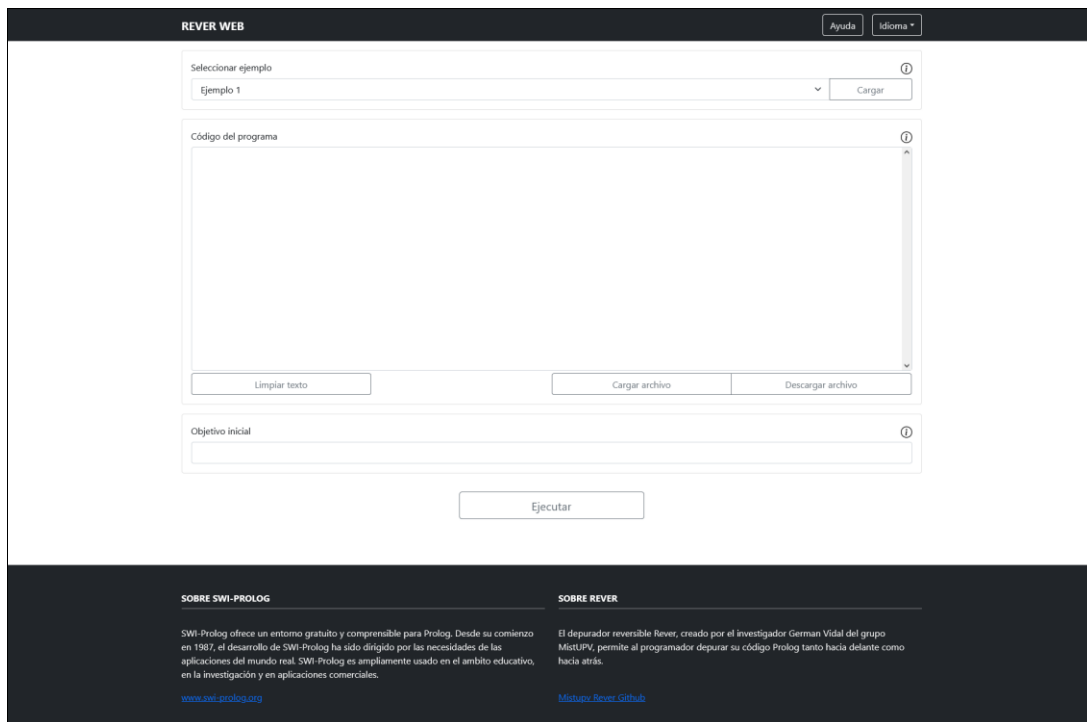 REVER WEB
Ayuda
Idioma
Seleccionar ejemplo
Ejemplo 1
Cargar
Código del programa
Limpiar texto
Cargar archivo
Descargar archivo
Objetivo inicial
Ejecutar
SOBRE SWI-PROLOG
SWI-Prolog ofrece un entorno gratuito y comprensible para Prolog. Desde su comienzo
en 1987, el desarrollo de SWI-Prolog ha sido dirigido por las necesidades de las
aplicaciones del mundo real. SWI-Prolog es ampliamente usado en el ambito educativo,
en la investigación y en aplicaciones comerciales.
www.swi-prolog.org
SOBRE REVER
El depurador reversible Rever, creado por el investigador German Vidal del grupo
MistUPV, permite al programador depurar su código Prolog tanto hacia delante como
hacia atrás.
Mistupv Rever Github